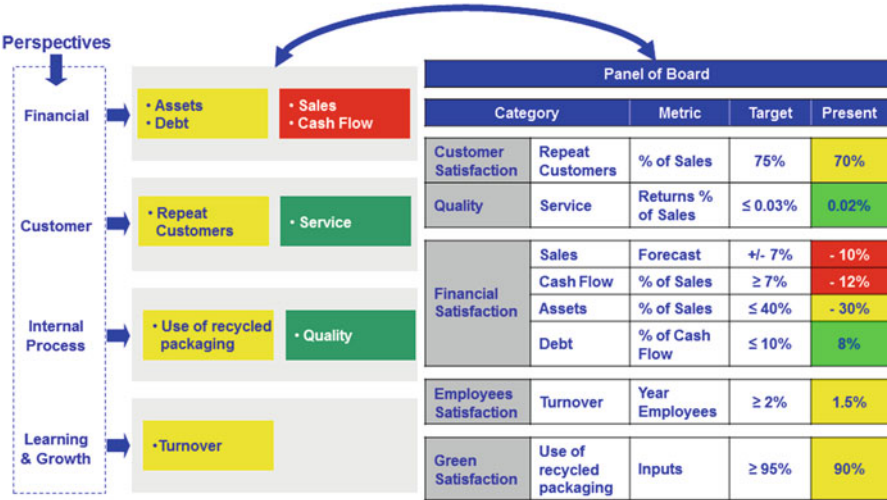 Perspectives
Financial
Customer
Internal
Process
Learning
& Growth
• Assets
• Debt
• Sales
• Cash Flow
• Repeat
Customers
• Service
• Use of recycled
packaging
• Quality
•Turnover
Panel of Board
Category Metric Target Present
Customer
Satisfaction
Repeat
Customers
% of Sales
75%
70%
Quality
Service
Returns %
of Sales
≤ 0.03%
0.02%
Financial
Satisfaction
Sales Forecast +/- 7% - 10%
Cash Flow % of Sales ≥ 7% - 12%
Assets % of Sales ≤ 40% - 30%
Debt
% of Cash
Flow
≤ 10%
8%
Employees
Satisfaction
Turnover
Year
Employees
≥ 2%
1.5%
Green
Satisfaction
Use of
recycled
packaging
Inputs
≥ 95%
90%